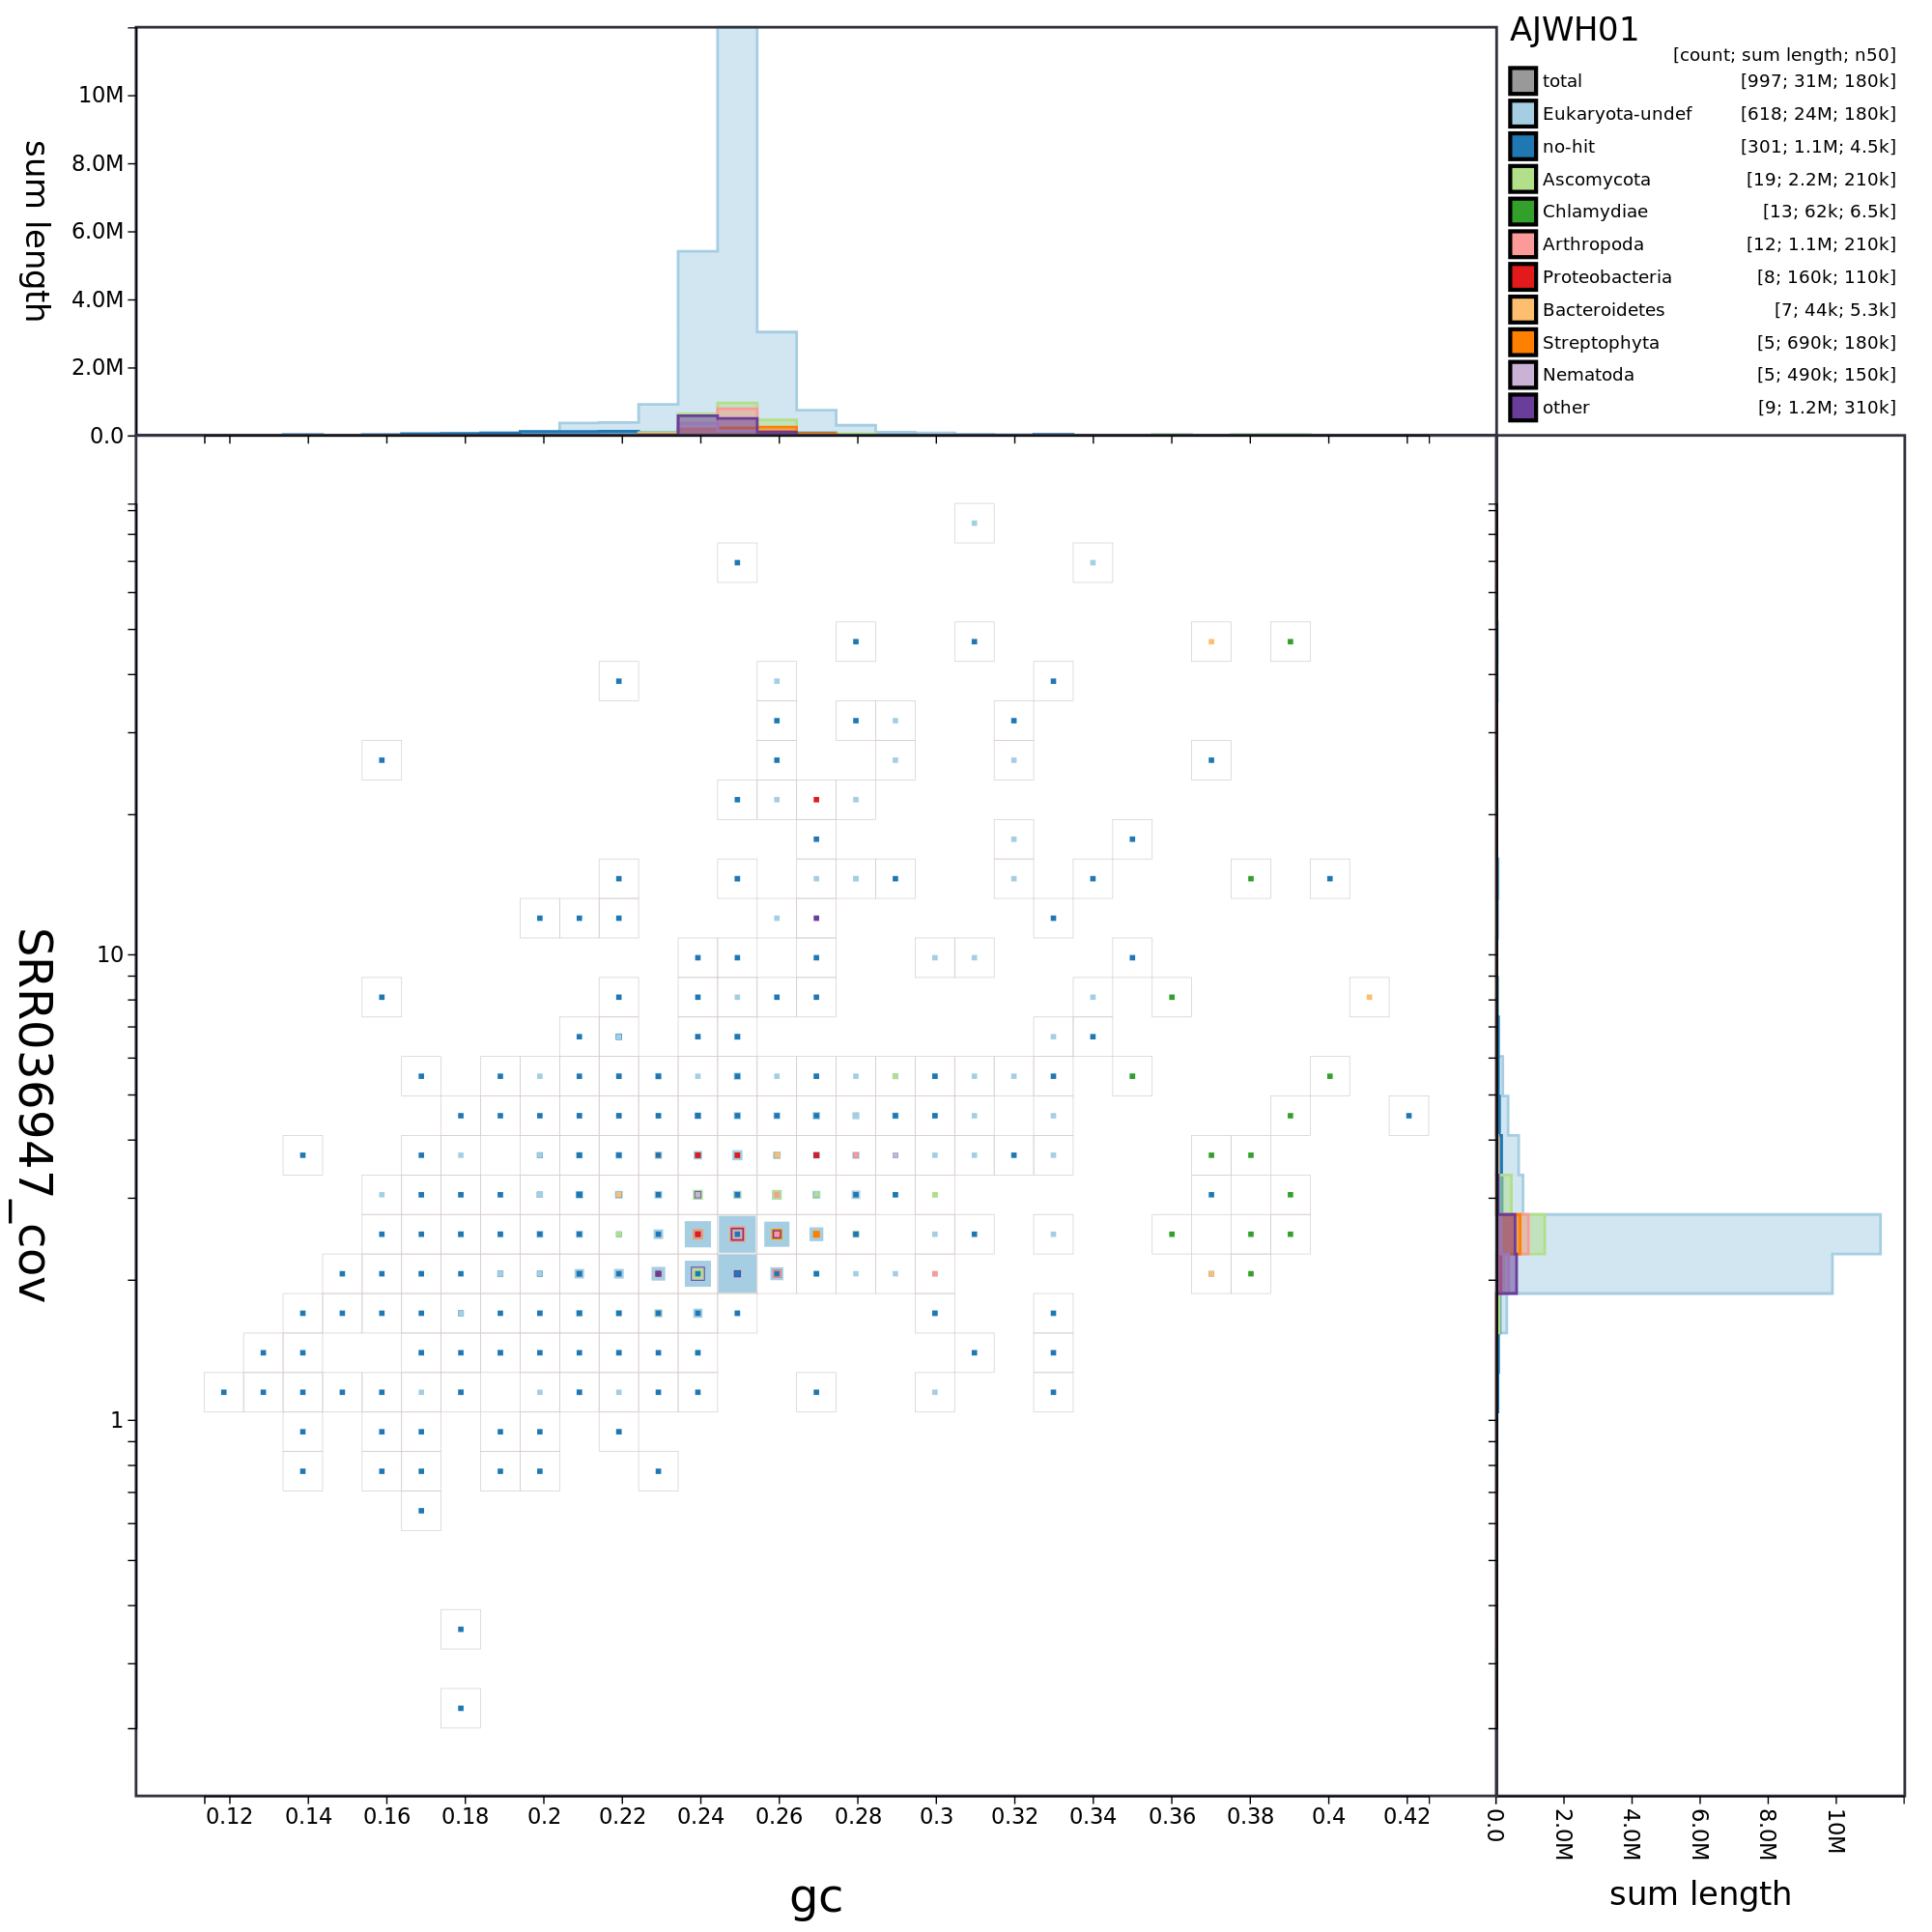 AJWH01
[count; sum length; n50]
total [997; 31M; 180k]
Eukaryota-undef [618; 24M; 180k]
no-hit [301; 1.1M; 4.5k]
Ascomycota [19; 2.2M; 210k]
Chlamydiae [13; 62k; 6.5k]
Arthropoda [12; 1.1M; 210k]
Proteobacteria [8; 160k; 110k]
Bacteroidetes [7; 44k; 5.3k]
Streptophyta [5; 690k; 180k]
Nematoda [5; 490k; 150k]
other [9; 1.2M; 310k]
sum length
10M
8.0M
6.0M
4.0M
2.0M
0.0
SRR036947_cov
10
1
0.12 0.14 0.16 0.18 0.2 0.22 0.24 0.26 0.28 0.3 0.32 0.34 0.36 0.38 0.4 0.42
gc
0.0 2.0M 4.0M 6.0M 8.0M 10M
sum length